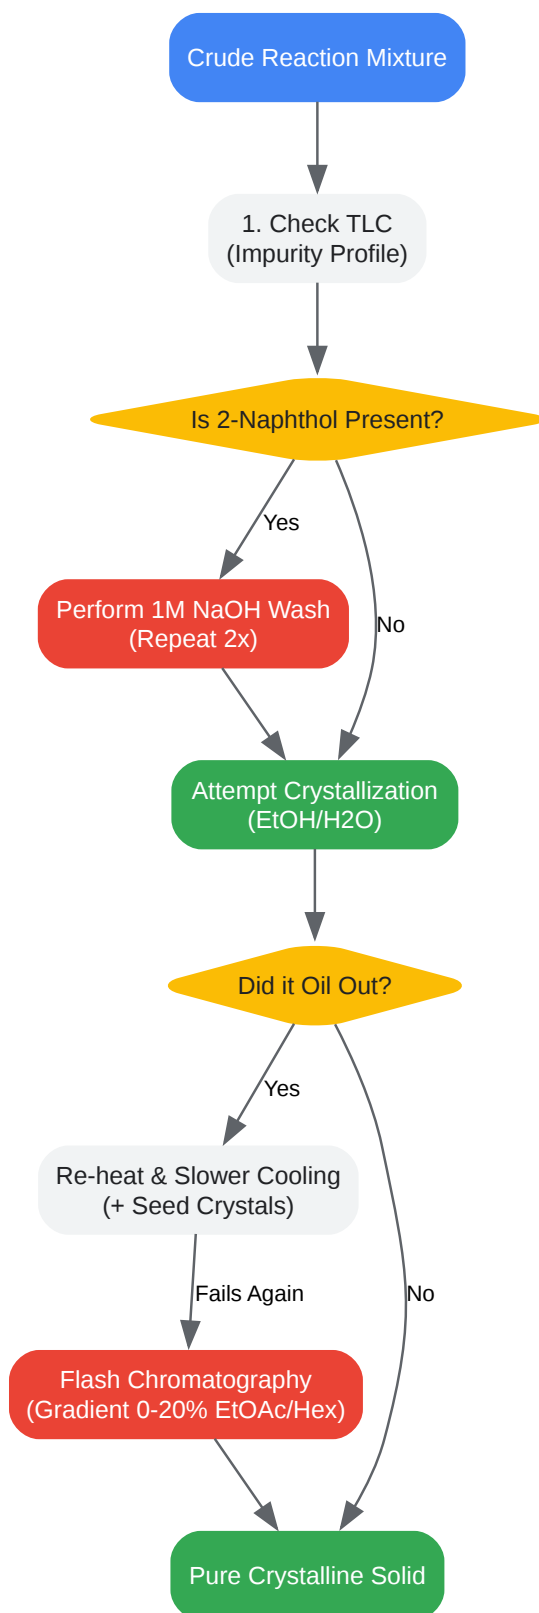 Crude Reaction Mixture
1. Check TLC
(Impurity Profile)
Is 2-Naphthol Present?
Yes
Perform 1M NaOH Wash
(Repeat 2x)
No
Attempt Crystallization
(EtOH/H2O)
Did it Oil Out?
Yes
Re-heat & Slower Cooling
(+ Seed Crystals)
Fails Again
No
Flash Chromatography
(Gradient 0-20% EtOAc/Hex)
Pure Crystalline Solid